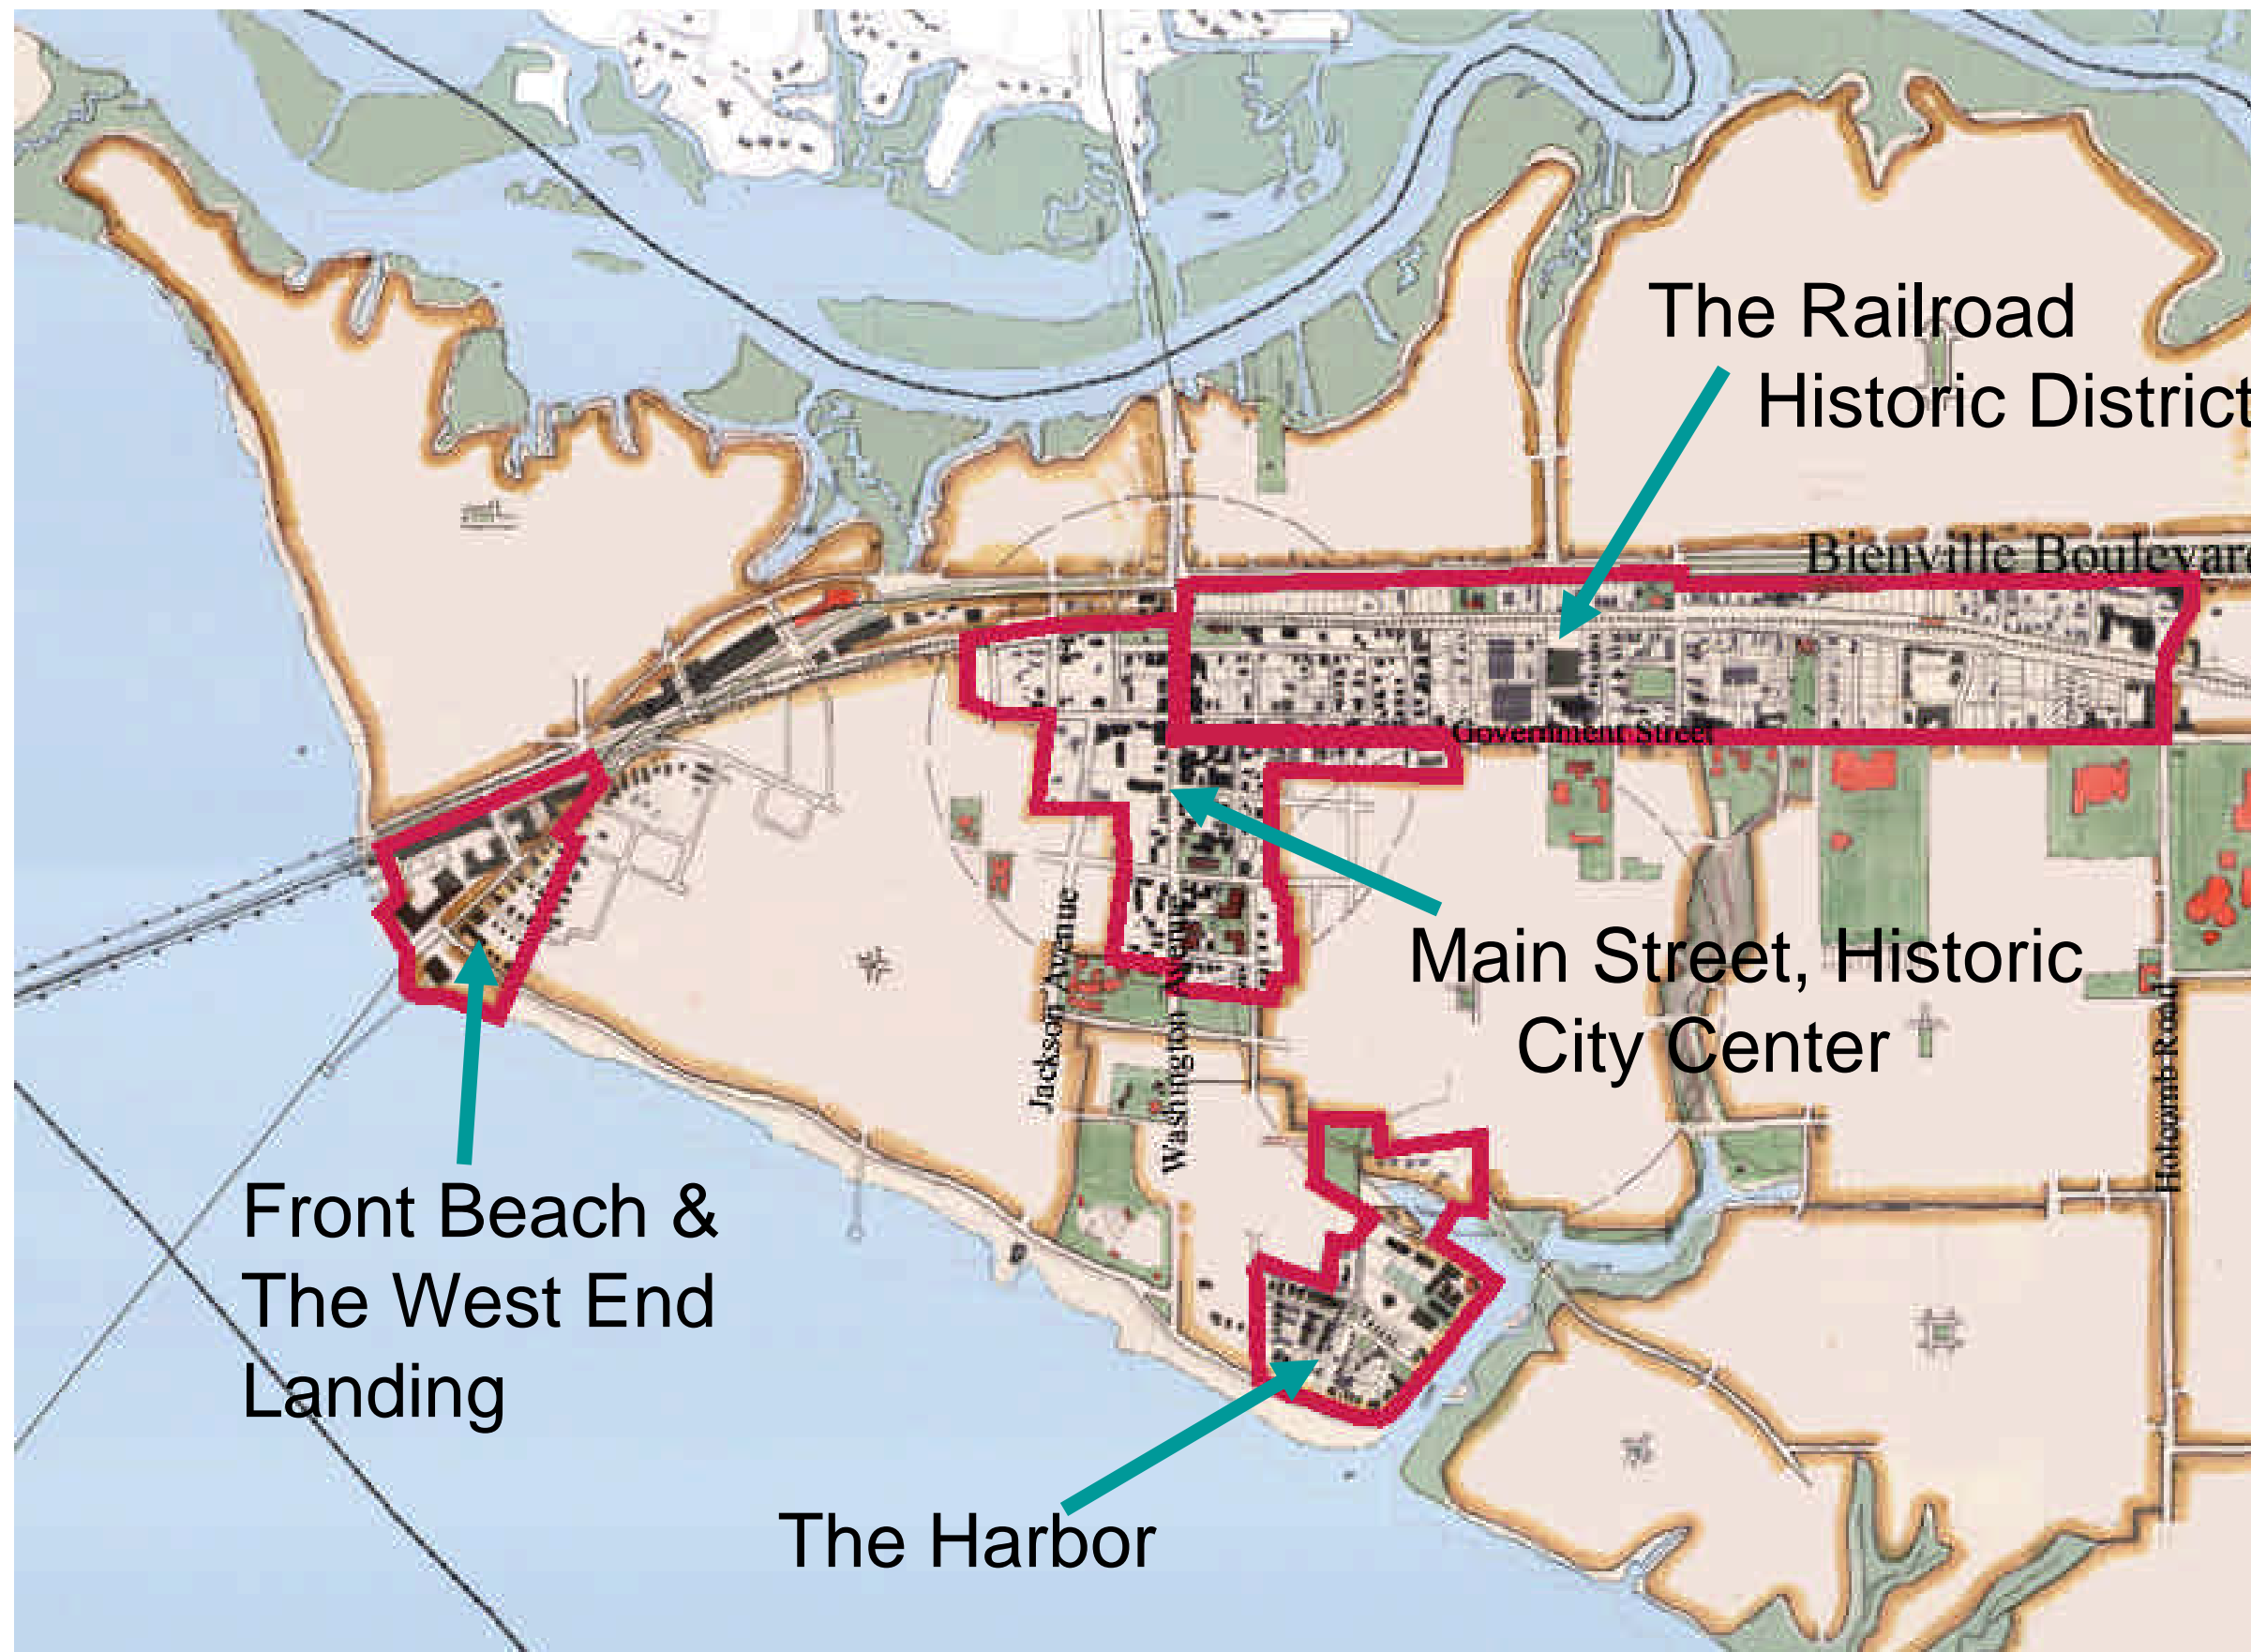 The Railroad
Historic District
Bienville Boulevard
Government Street
Main Street, Historic
City Center
Jackson Avenue
Washington Avenue
Holcomb Road
Front Beach &
The West End
Landing
The Harbor